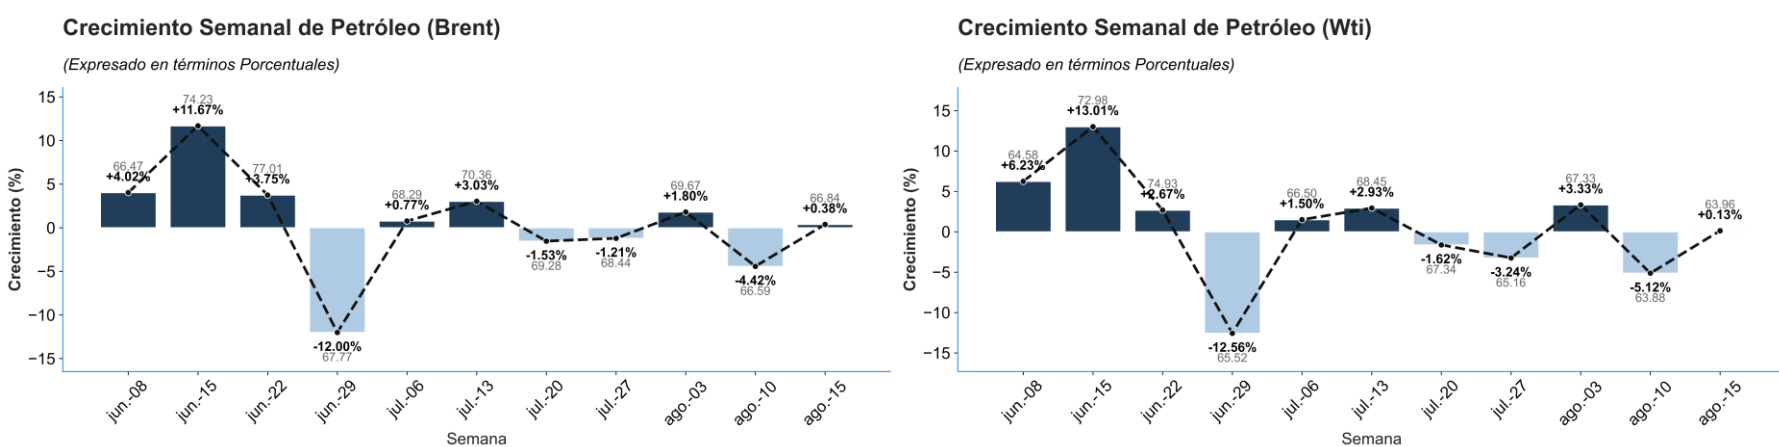 Crecimiento Semanal de Petróleo (Brent)
(Expresado en términos Porcentuales)
Crecimiento (%)
15
10
5
0
−5
−10
−15
66.47
+4.02%
74.23
+11.67%
77.01
+3.75%
-12.00%
67.77
68.29
+0.77%
70.36
+3.03%
-1.53%
69.28
-1.21%
68.44
69.67
+1.80%
-4.42%
66.59
66.84
+0.38%
jun.-08
jun.-15
jun.-22
jun.-29
jul.-06
jul.-13
jul.-20
jul.-27
ago.-03
ago.-10
ago.-15
Semana
Crecimiento Semanal de Petróleo (Wti)
(Expresado en términos Porcentuales)
Crecimiento (%)
15
10
5
0
−5
−10
−15
64.58
+6.23%
72.98
+13.01%
74.93
+2.67%
-12.56%
65.52
66.50
+1.50%
68.45
+2.93%
-1.62%
67.34
-3.24%
65.16
67.33
+3.33%
-5.12%
63.88
63.96
+0.13%
jun.-08
jun.-15
jun.-22
jun.-29
jul.-06
jul.-13
jul.-20
jul.-27
ago.-03
ago.-10
ago.-15
Semana